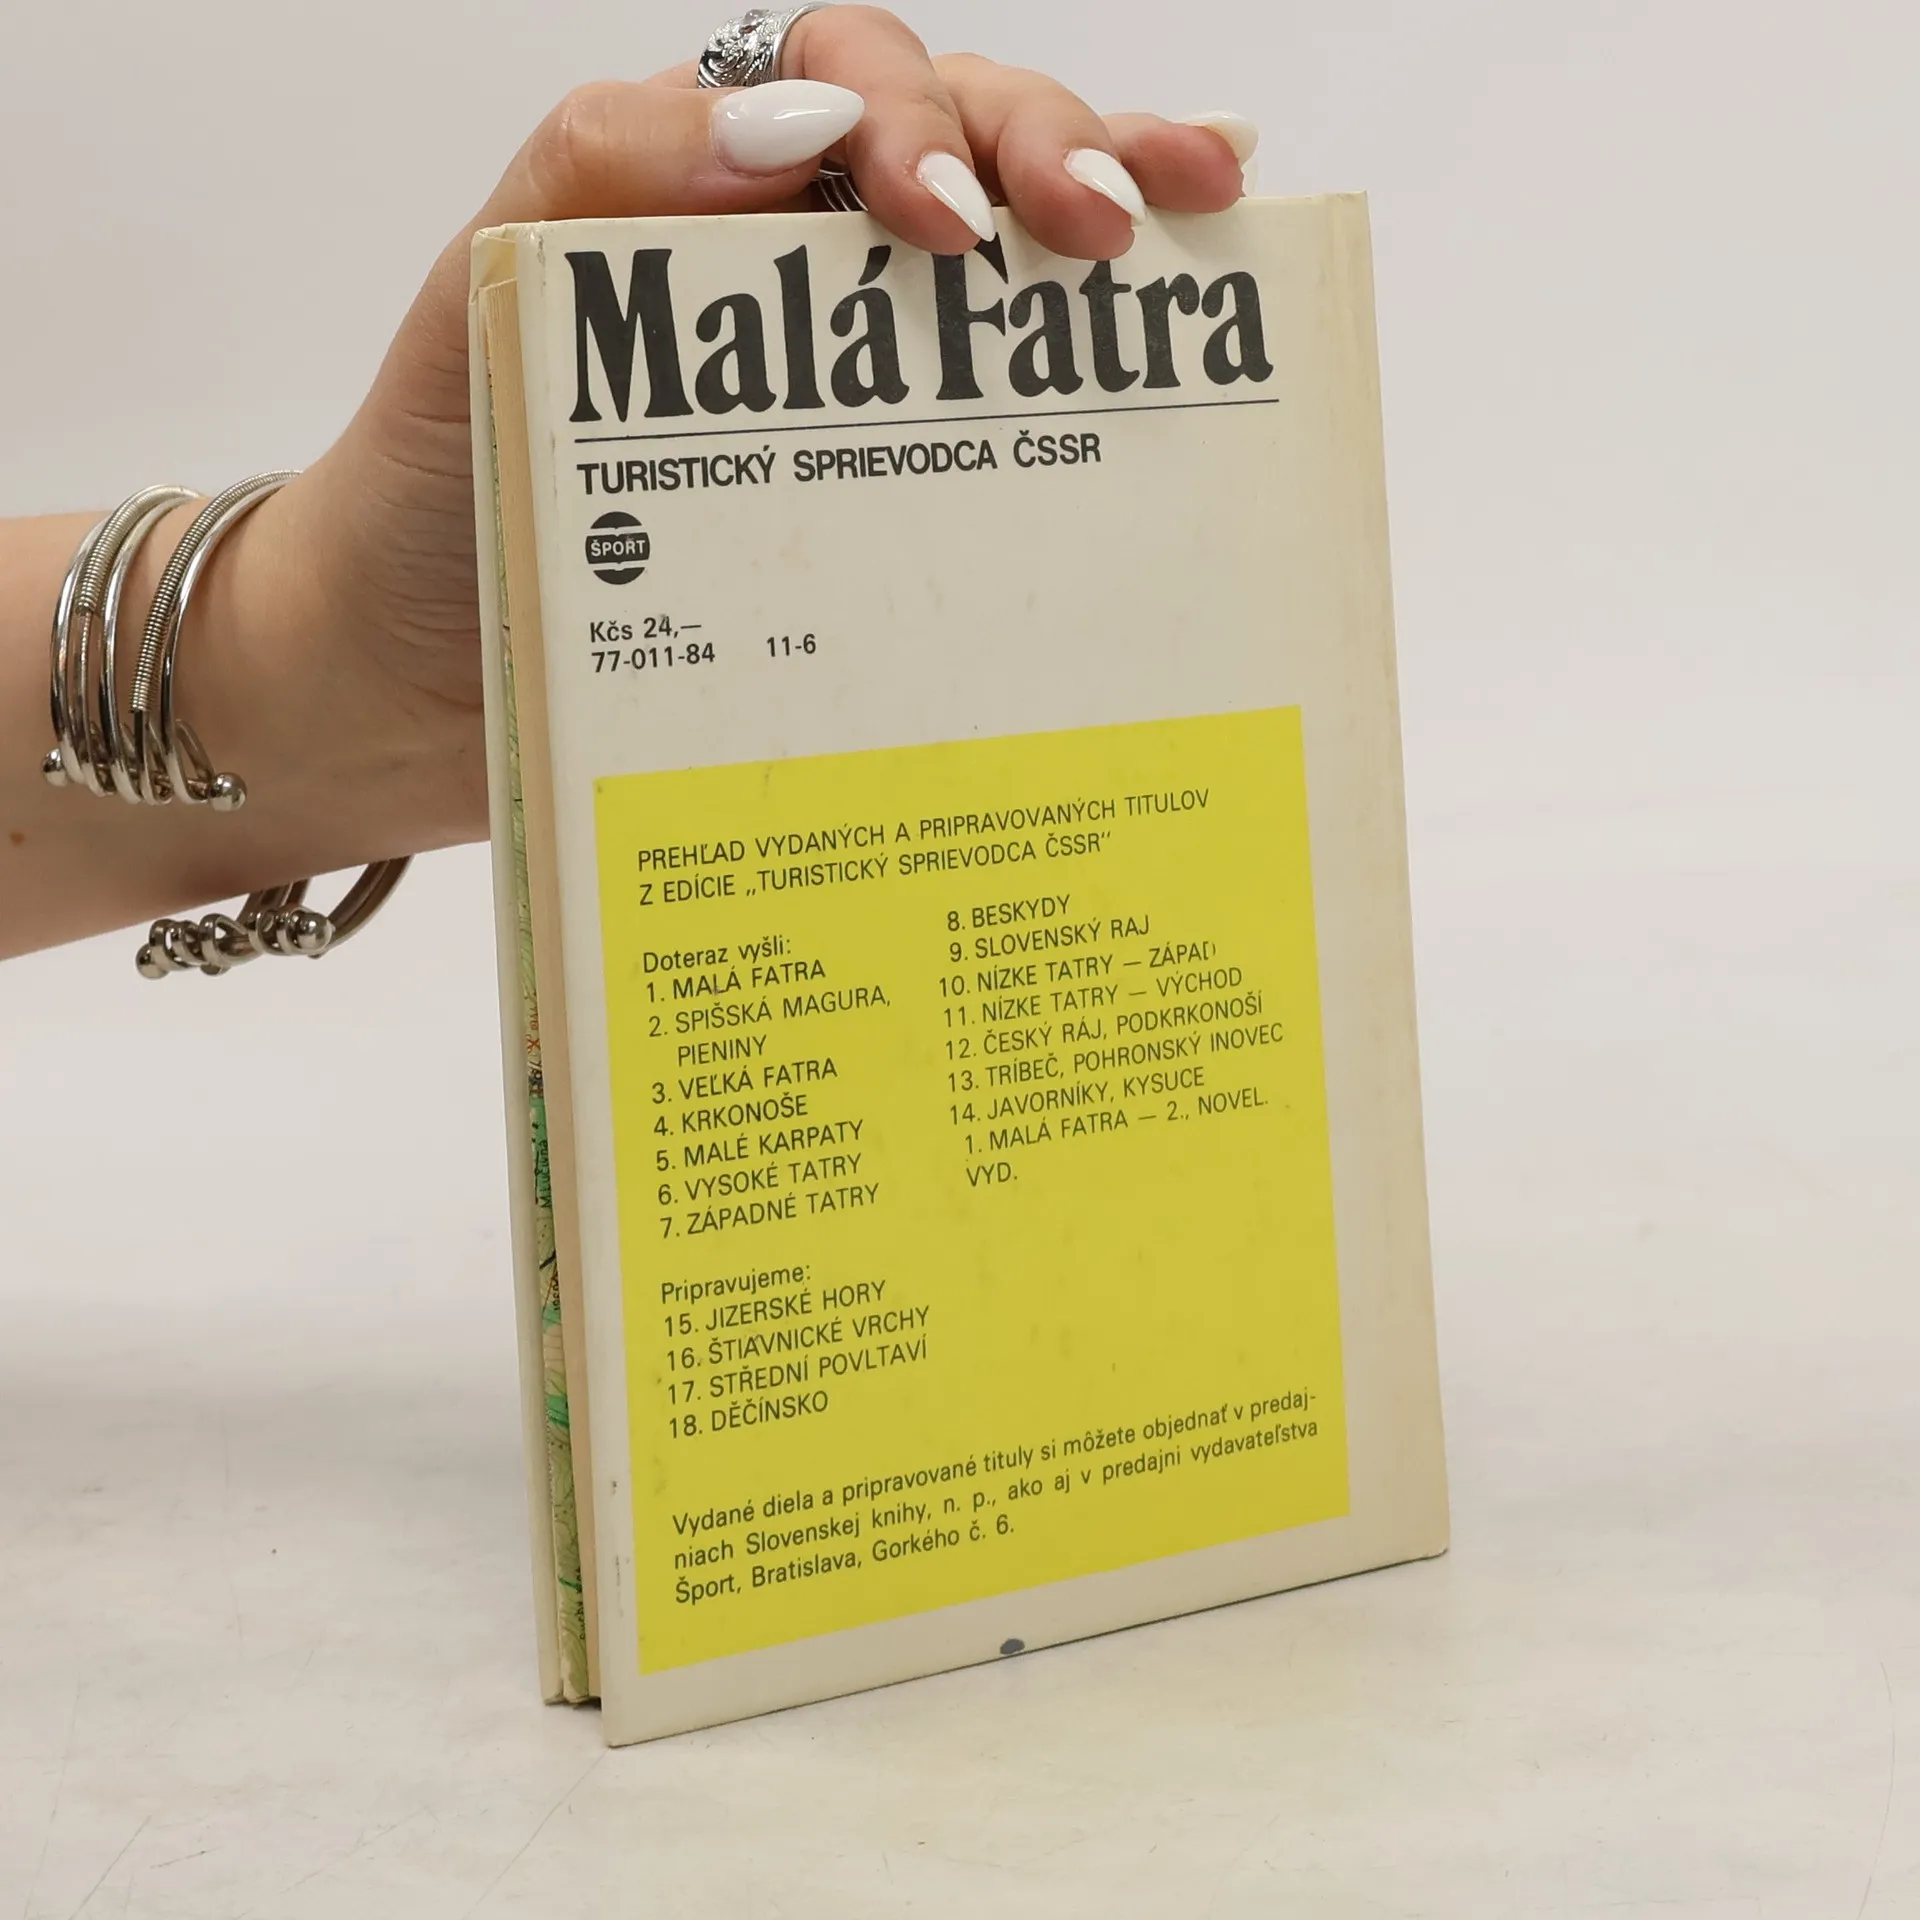 Malá Fatra
TURISTICKÝ SPRIEVODCA ČSSR
ŠPORT
Kčs 24,—
77-011-84 11-6
PREHĽAD VYDANÝCH A PRIPRAVOVANÝCH TITULOV
Z EDÍCIE „TURISTICKÝ SPRIEVODCA ČSSR“
Doteraz vyšli:
1. MALÁ FATRA
2. SPIŠSKÁ MAGURA,
PIENINY
3. VEĽKÁ FATRA
4. KRKONOŠE
5. MALÉ KARPATY
6. VYSOKÉ TATRY
7. ZÁPADNÉ TATRY
8. BESKYDY
9. SLOVENSKÝ RAJ
10. NÍZKE TATRY — ZÁPAD
11. NÍZKE TATRY — VÝCHOD
12. ČESKÝ RÁJ, PODKRKONOŠÍ
13. TRÍBEČ, POHRONSKÝ INOVEC
14. JAVORNÍKY, KYSUCE
1. MALÁ FATRA — 2., NOVEL.
VYD.
Pripravujeme:
15. JIZERSKÉ HORY
16. ŠTIAVNICKÉ VRCHY
17. STŘEDNÍ POVLTAVÍ
18. DĚČÍNSKO
Vydané diela a pripravované tituly si môžete objednať v predaj-
niach Slovenskej knihy, n. p., ako aj v predajni vydavateľstva
Šport, Bratislava, Gorkého č. 6.